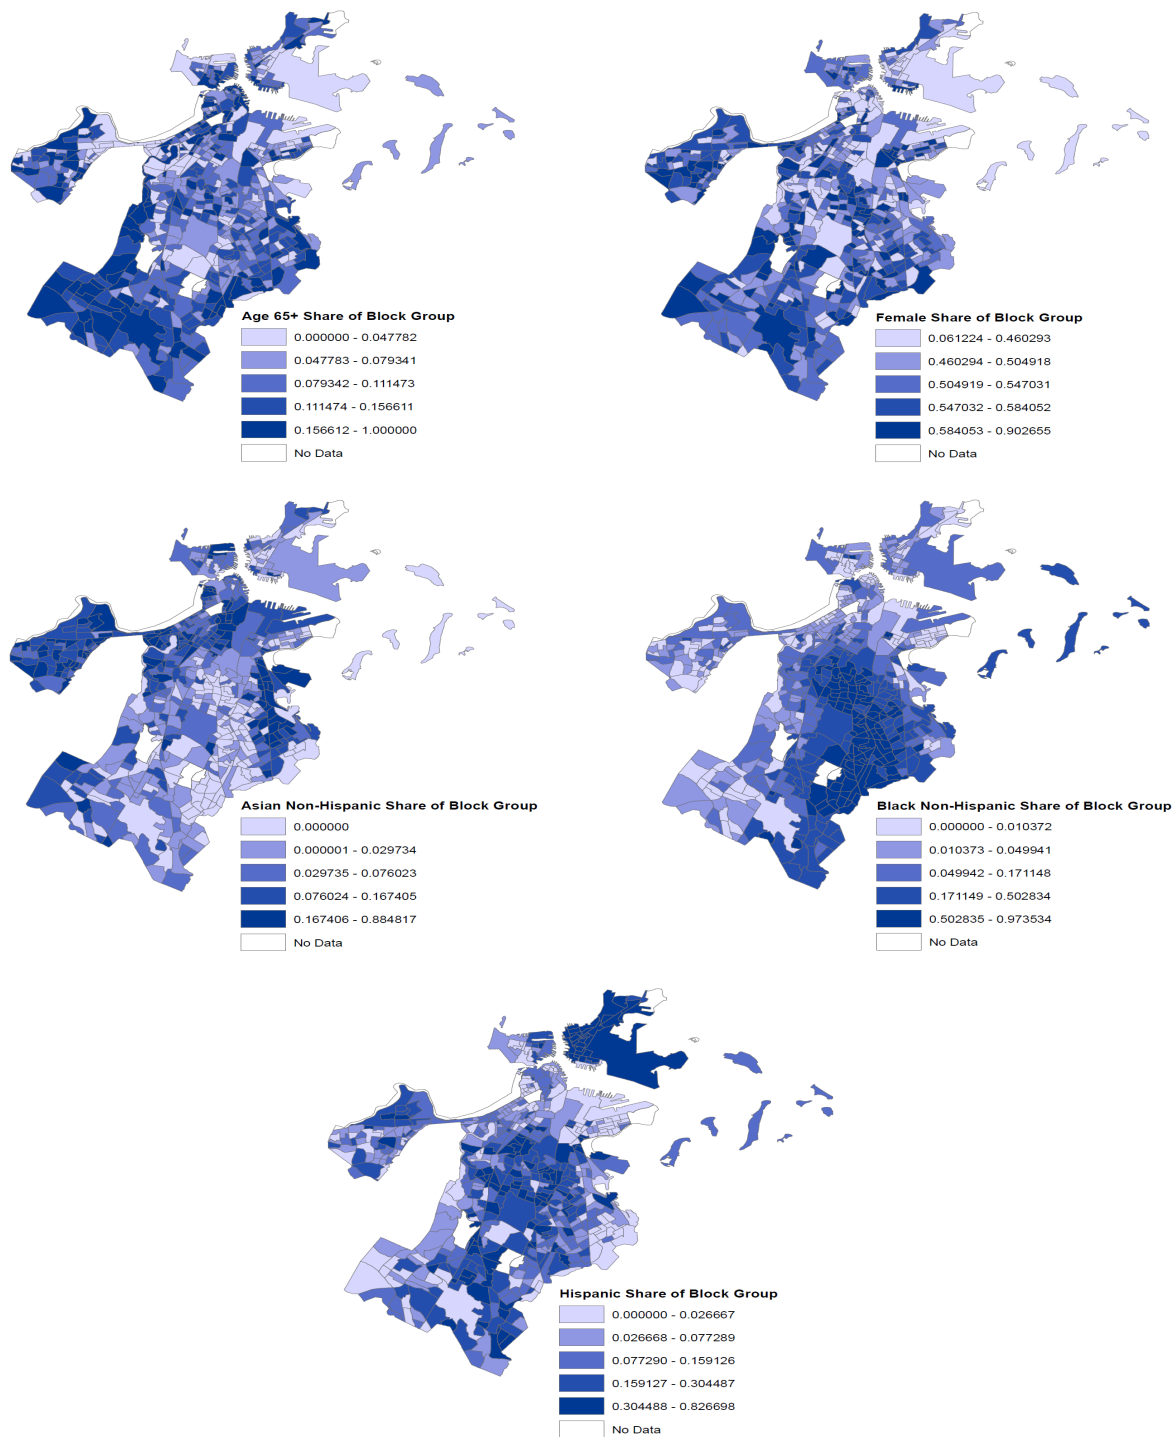 Age 65+ Share of Block Group
0.000000 - 0.047782
0.047783 - 0.079341
0.079342 - 0.111473
0.111474 - 0.156611
0.156612 - 1.000000
No Data
Female Share of Block Group
0.061224 - 0.460293
0.460294 - 0.504918
0.504919 - 0.547031
0.547032 - 0.584052
0.584053 - 0.902655
No Data
Asian Non-Hispanic Share of Block Group
0.000000
0.000001 - 0.029734
0.029735 - 0.076023
0.076024 - 0.167405
0.167406 - 0.884817
No Data
Black Non-Hispanic Share of Block Group
0.000000 - 0.010372
0.010373 - 0.049941
0.049942 - 0.171148
0.171149 - 0.502834
0.502835 - 0.973534
No Data
Hispanic Share of Block Group
0.000000 - 0.026667
0.026668 - 0.077289
0.077290 - 0.159126
0.159127 - 0.304487
0.304488 - 0.826698
No Data